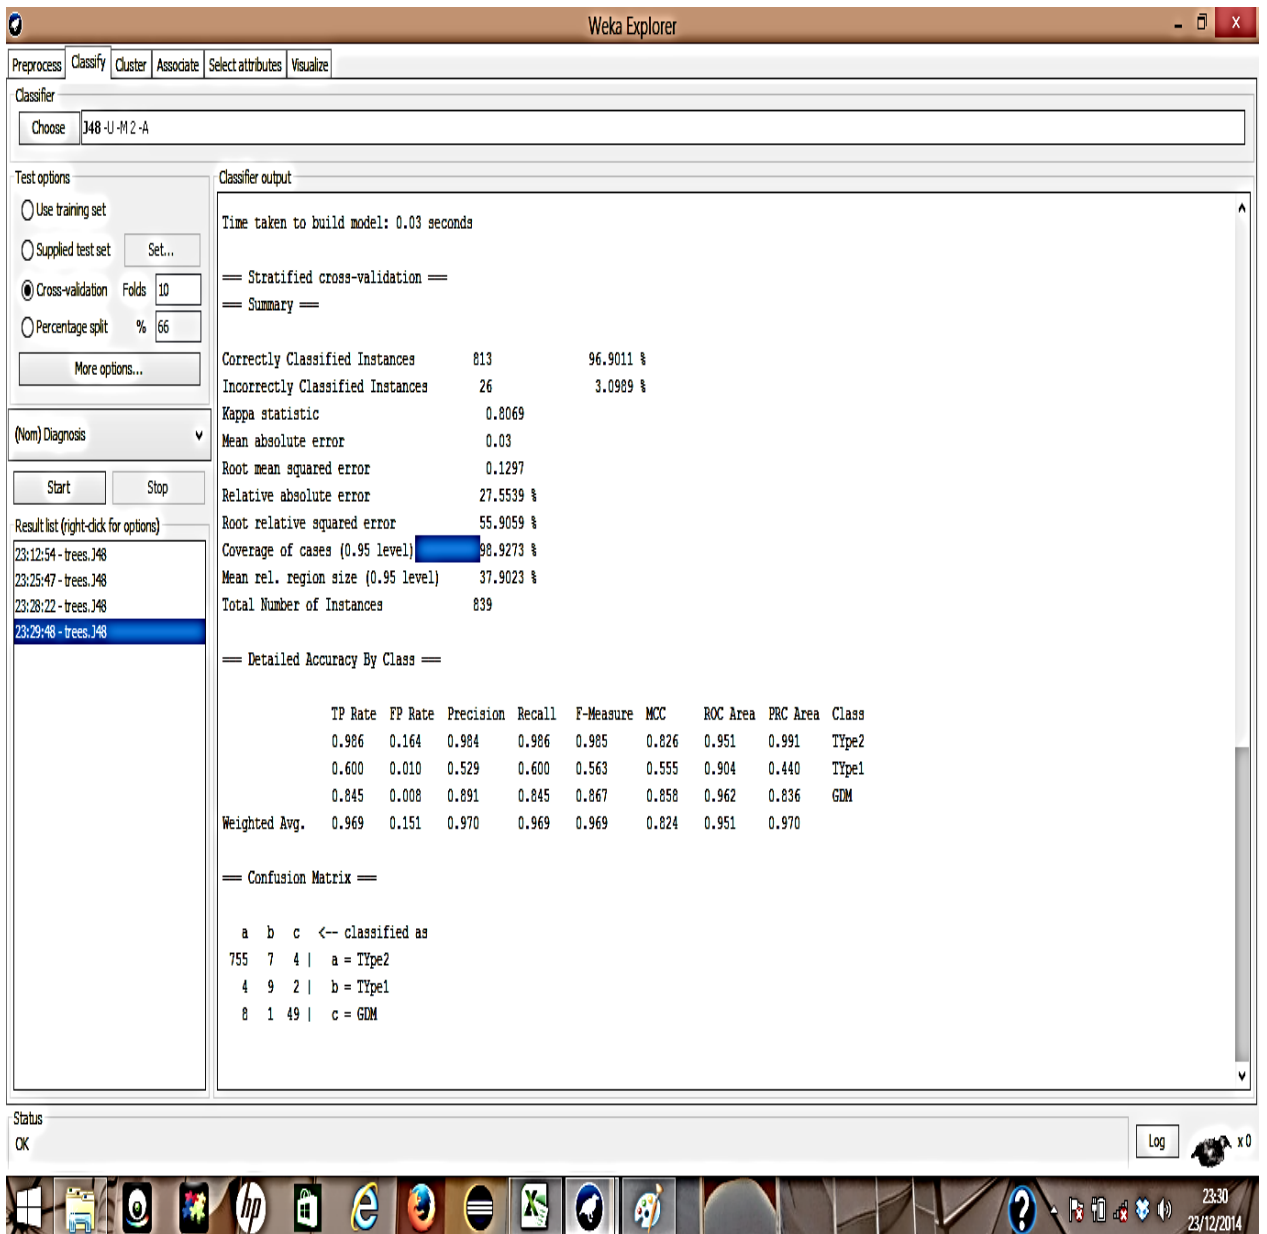 Weka Explorer
Preprocess Classify Cluster Associate Select attributes Visualize
Classifier
Choose J48 -U -M 2 -A
Test options
Use training set
Supplied test set Set...
Cross-validation Folds 10
Percentage split % 66
More options...
(Nom) Diagnosis
Start Stop
Result list (right-click for options)
23:12:54 - trees.J48
23:25:47 - trees.J48
23:28:22 - trees.J48
23:29:48 - trees.J48
Classifier output
Time taken to build model: 0.03 seconds
=== Stratified cross-validation ===
=== Summary ===
Correctly Classified Instances 813 96.9011 %
Incorrectly Classified Instances 26 3.0989 %
Kappa statistic 0.8069
Mean absolute error 0.03
Root mean squared error 0.1297
Relative absolute error 27.5539 %
Root relative squared error 55.9059 %
Coverage of cases (0.95 level) 98.9273 %
Mean rel. region size (0.95 level) 37.9023 %
Total Number of Instances 839
=== Detailed Accuracy By Class ===
TP Rate FP Rate Precision Recall F-Measure MCC ROC Area PRC Area Class
0.986 0.164 0.984 0.986 0.985 0.826 0.951 0.991 TYpe2
0.600 0.010 0.529 0.600 0.563 0.555 0.904 0.440 TYpe1
0.845 0.008 0.891 0.845 0.867 0.858 0.962 0.836 GDM
Weighted Avg. 0.969 0.151 0.970 0.969 0.969 0.824 0.951 0.970
=== Confusion Matrix ===
a b c <-- classified as
755 7 4 | a = TYpe2
4 9 2 | b = TYpe1
8 1 49 | c = GDM
Status
OK
Log x 0
hp
23:30
23/12/2014